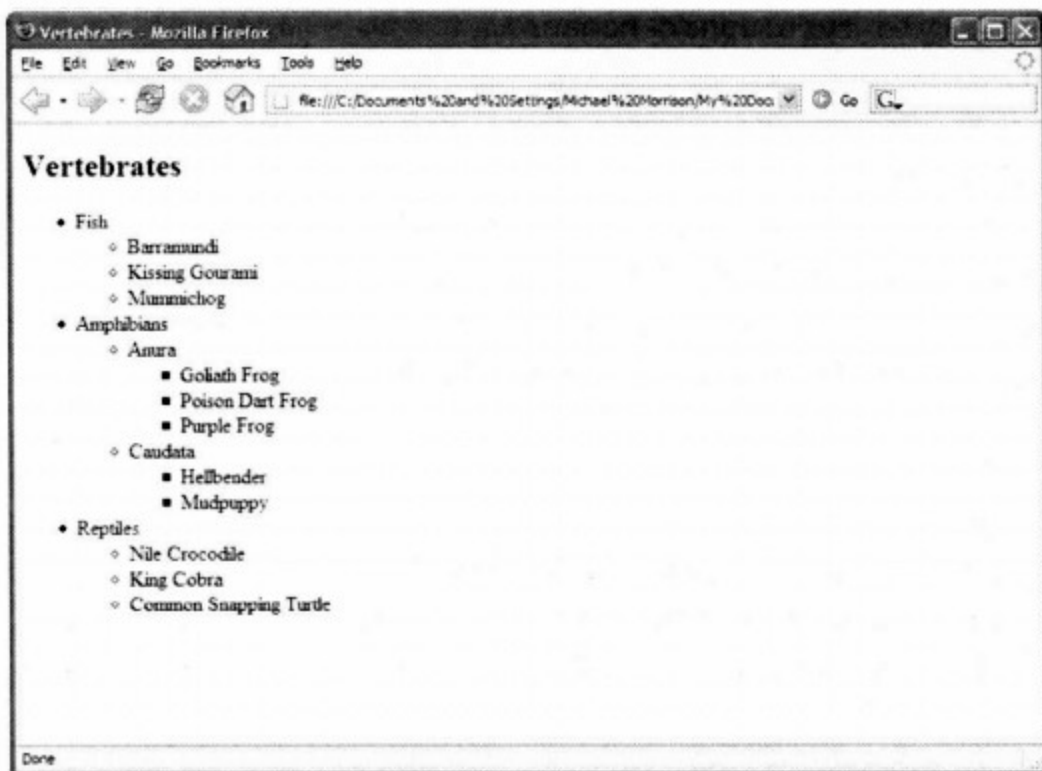 Vertebrates - Mozilla Firefox
File Edit View Go Bookmarks Tools Help
file:///C:/Documents%20and%20Settings/Michael%20Morrison/My%20Doc Go
Vertebrates
Fish
Barramundi
Kissing Gourami
Mummichog
Amphibians
Anura
Goliath Frog
Poison Dart Frog
Purple Frog
Caudata
Hellbender
Mudpuppy
Reptiles
Nile Crocodile
King Cobra
Common Snapping Turtle
Done